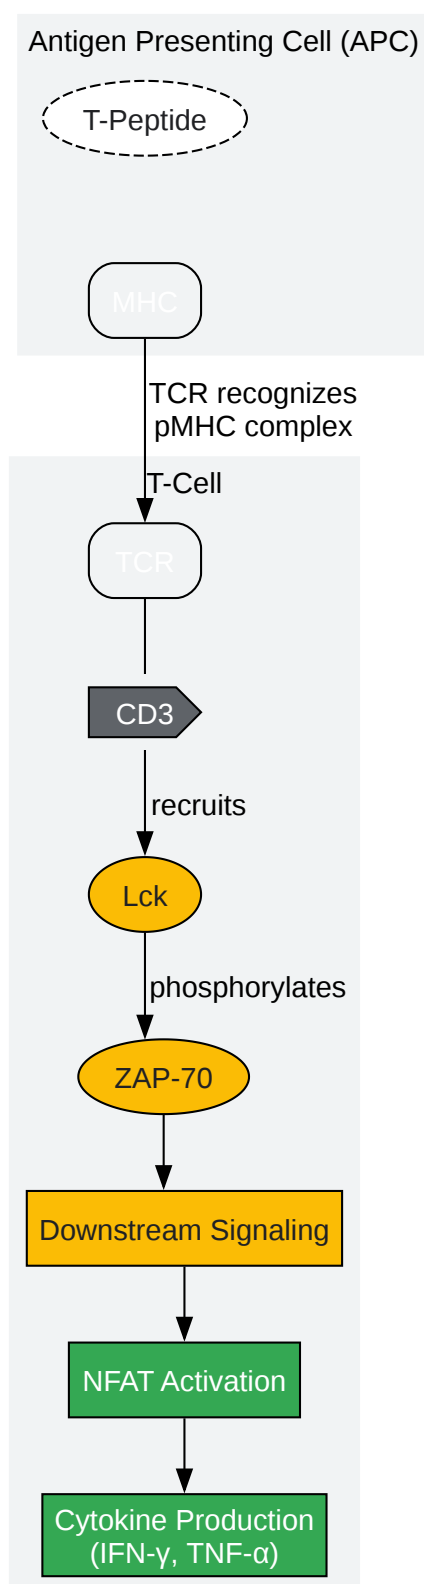 Antigen Presenting Cell (APC)
T-Peptide
MHC
TCR recognizes
pMHC complex
T-Cell
TCR
CD3
recruits
Lck
phosphorylates
ZAP-70
Downstream Signaling
NFAT Activation
Cytokine Production
(IFN-γ, TNF-α)